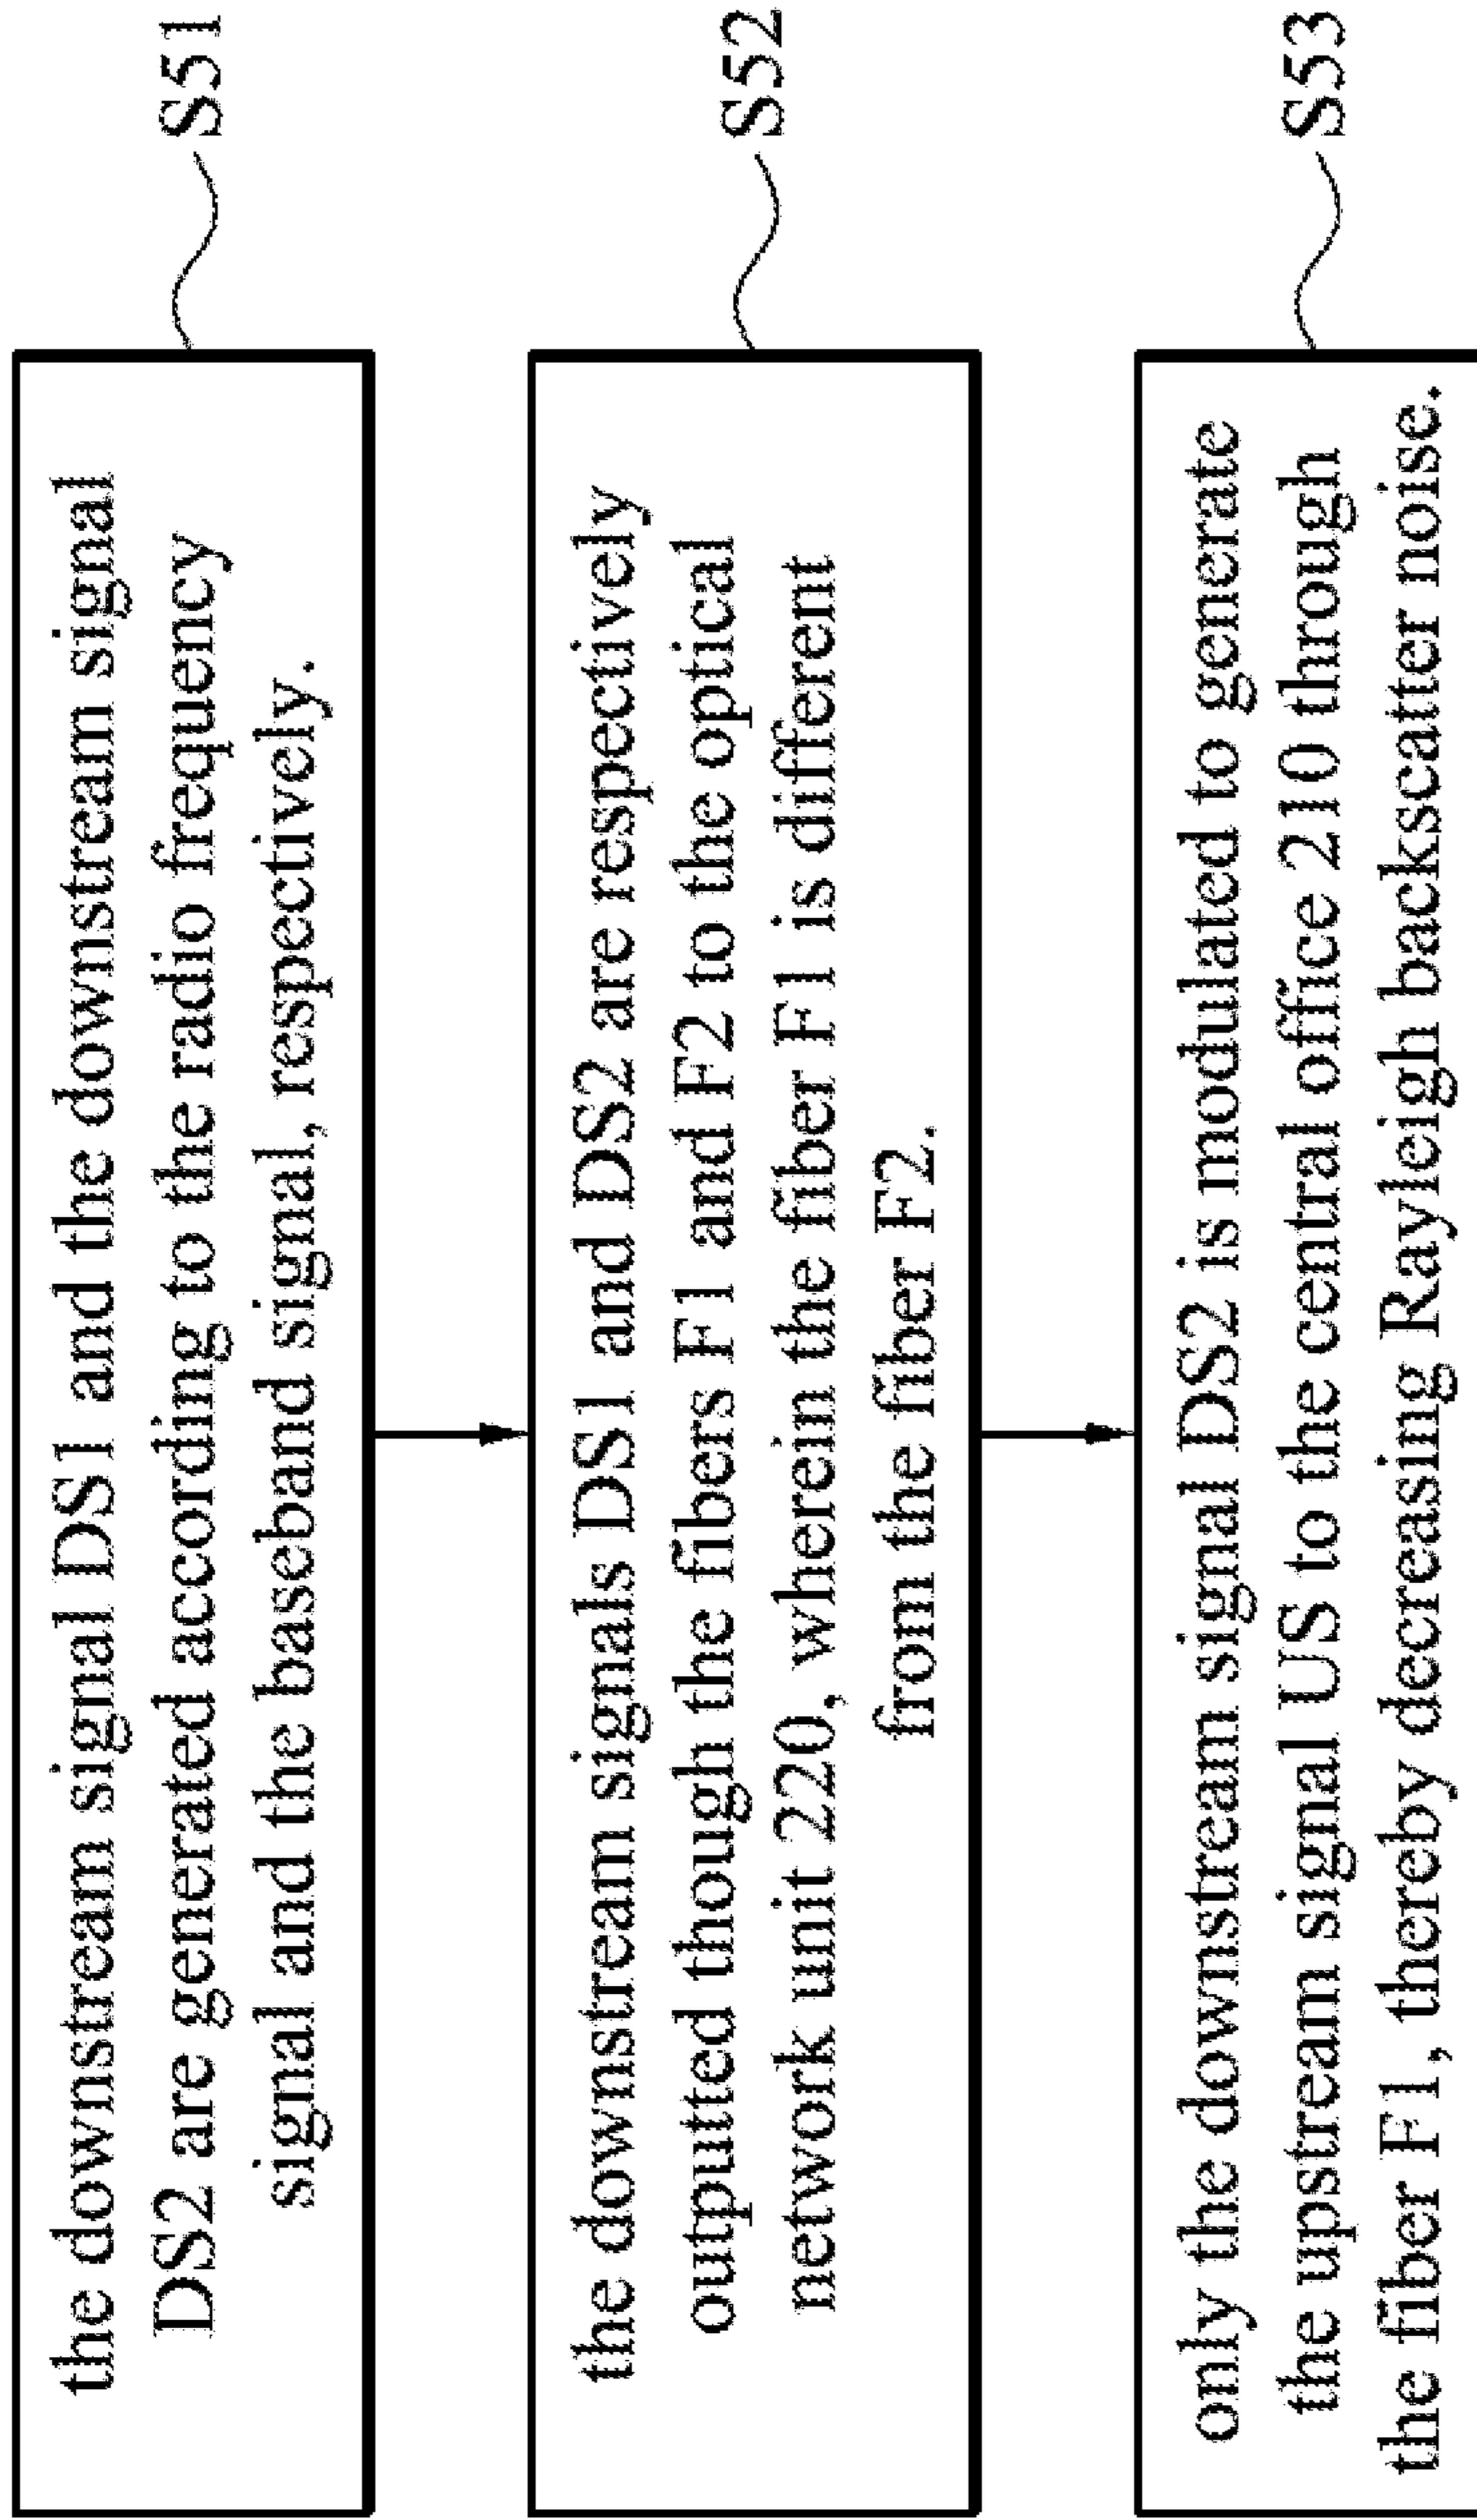 the downstream signal DS1 and the downstream signal
DS2 are generated according to the radio frequency
signal and the baseband signal, respectively.
S51
the downstream signals DS1 and DS2 are respectively
outputted though the fibers F1 and F2 to the optical
network unit 220, wherein the fiber F1 is different
from the fiber F2.
S52
only the downstream signal DS2 is modulated to generate
the upstream signal US to the central office 210 through
the fiber F1, thereby decreasing Rayleigh backscatter noise.
S53